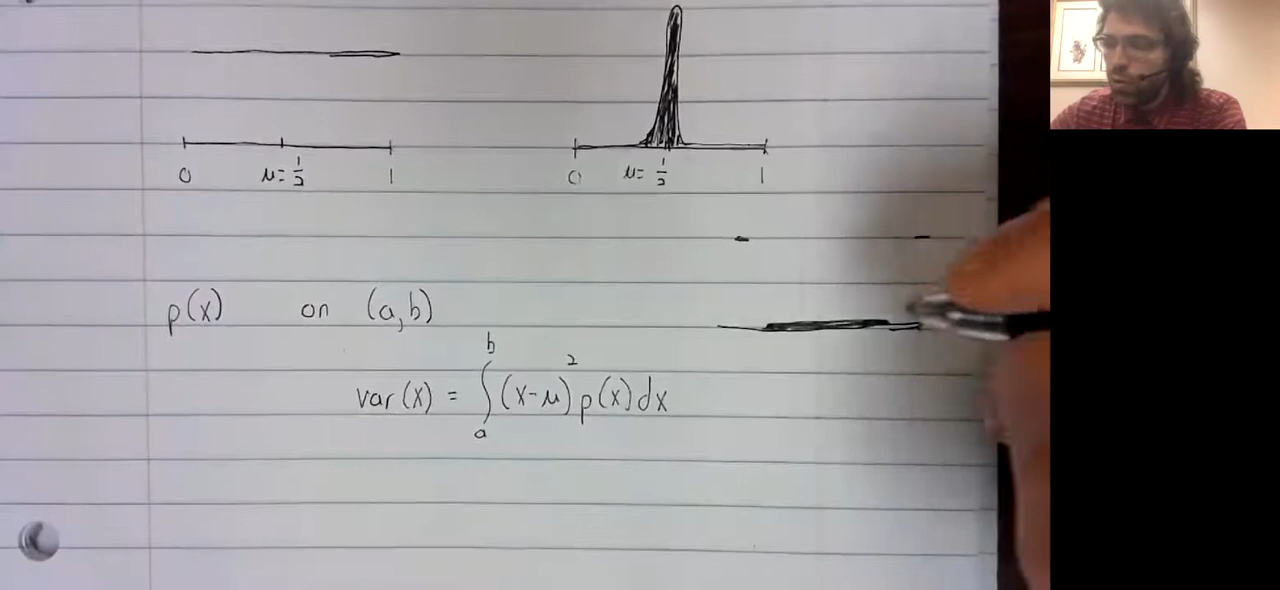 0 μ=1/2 1 0 μ=1/2 1
p(x) on (a,b)
var(X) = ∫_a^b (x-μ)^2 p(x)dx